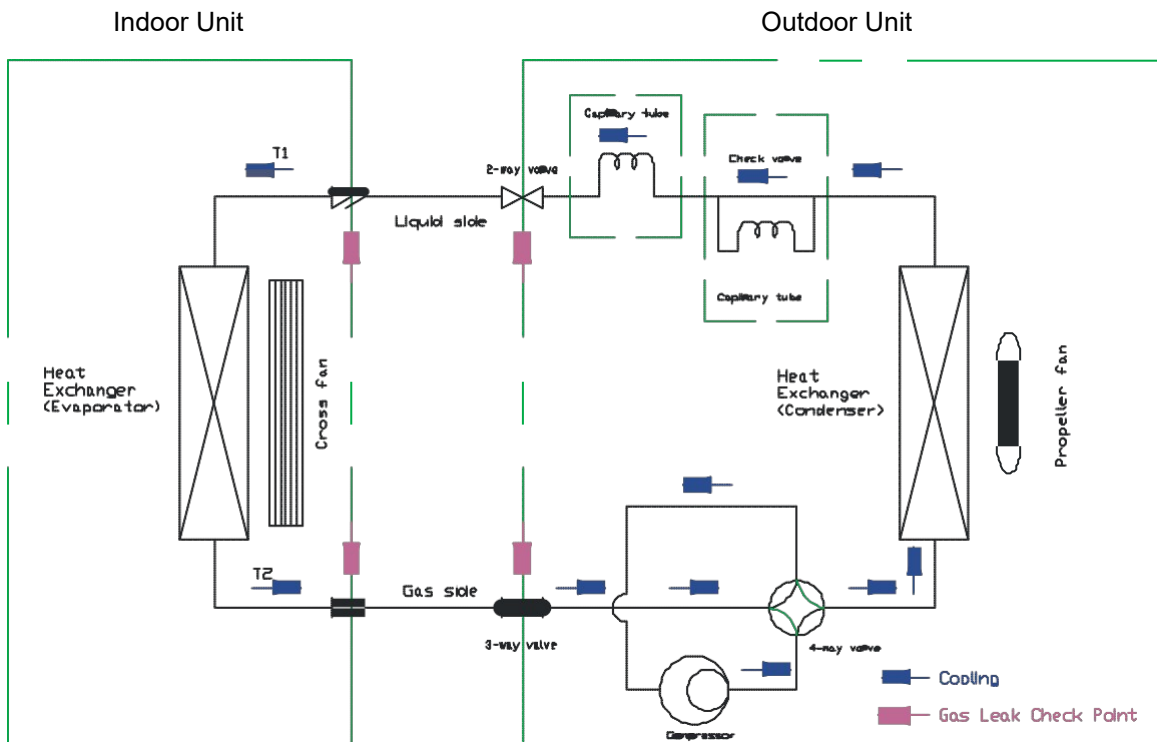 Indoor Unit
Outdoor Unit
Capillary tube
T1
2-way valve
Check valve
Liquid side
Capillary tube
Heat
Exchanger
(Evaporator)
Cross fan
Heat
Exchanger
(Condenser)
Propeller fan
T2
Gas side
3-way valve
4-way valve
Cooling
Gas Leak Check Point
Compressor